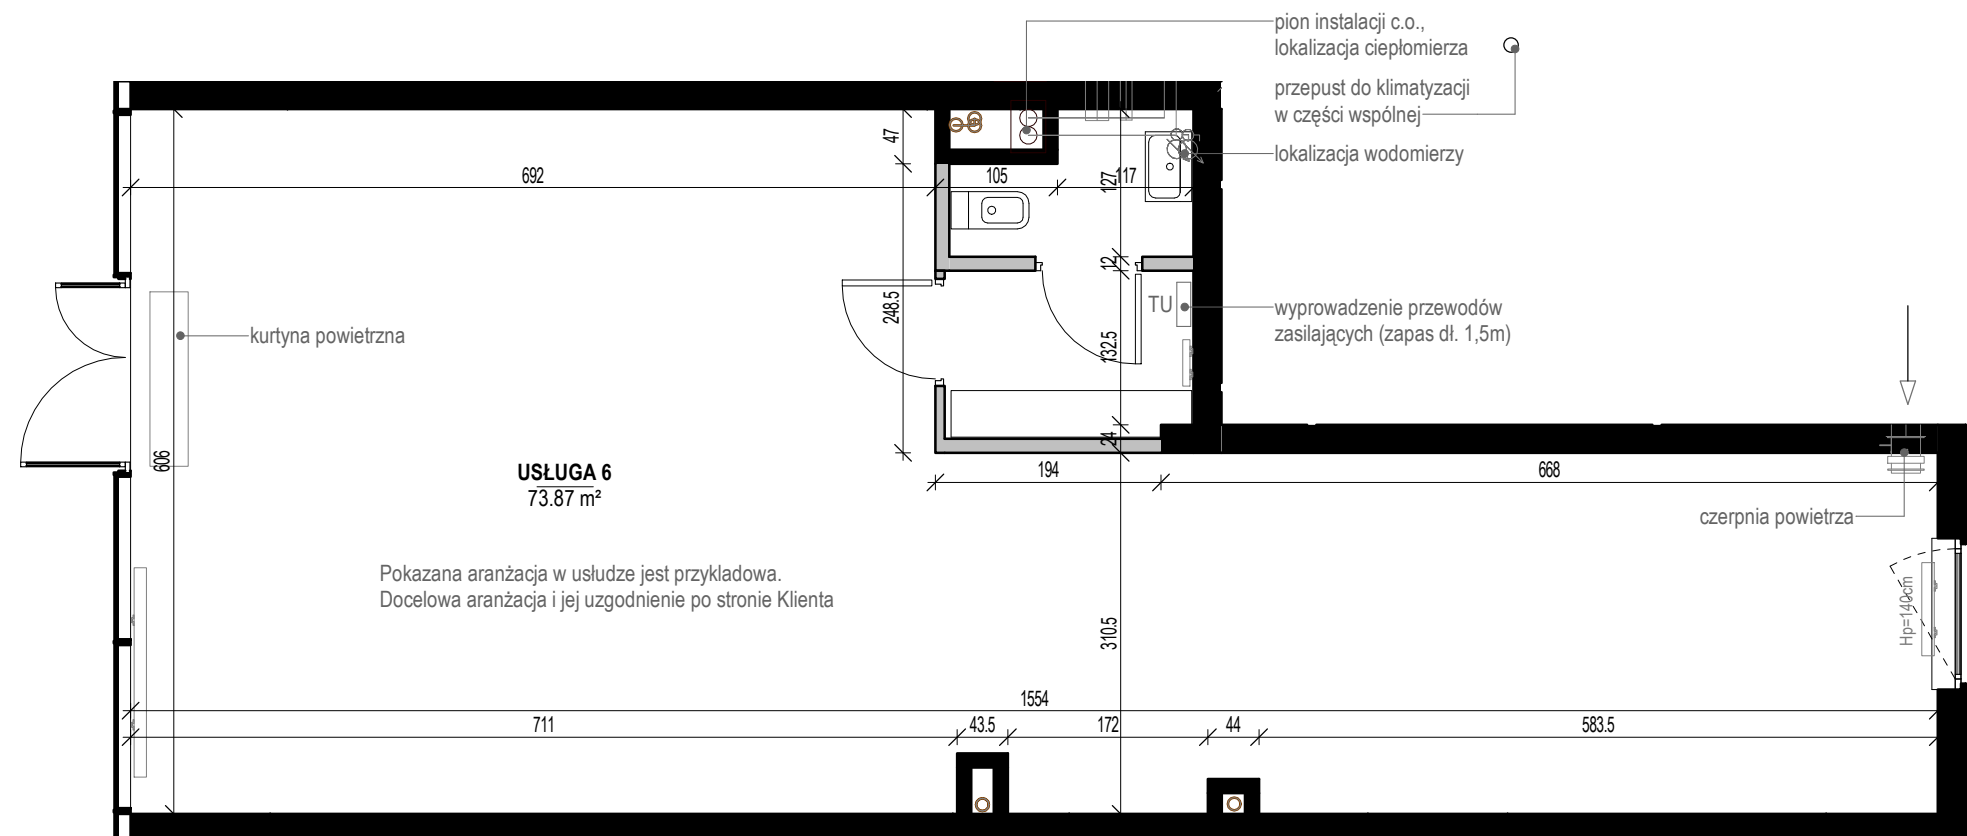 pion instalacji c.o.,
lokalizacja ciepłomierza
przepust do klimatyzacji
w części wspólnej
lokalizacja wodomierzy
47
692
105
127
117
12
248.5
TU
132.5
wyprowadzenie przewodów
zasilających (zapas dł. 1,5m)
kurtyna powietrzna
606
24
USŁUGA 6
73.87 m²
194
668
czerpnia powietrza
Pokazana aranżacja w usłudze jest przykladowa.
Docelowa aranżacja i jej uzgodnienie po stronie Klienta
Hp=140cm
310.5
1554
711
43.5
172
44
583.5